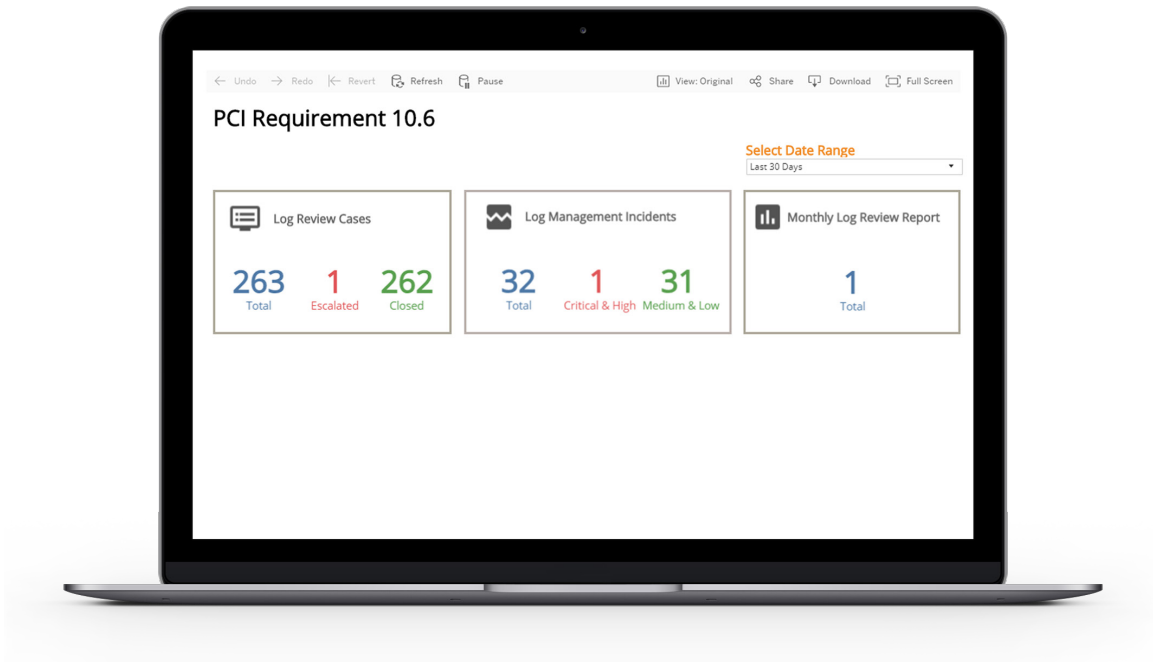 Undo Redo Revert Refresh Pause View: Original Share Download Full Screen
PCI Requirement 10.6
Select Date Range
Last 30 Days
Log Review Cases
263 1 262
Total Escalated Closed
Log Management Incidents
32 1 31
Total Critical & High Medium & Low
Monthly Log Review Report
1
Total